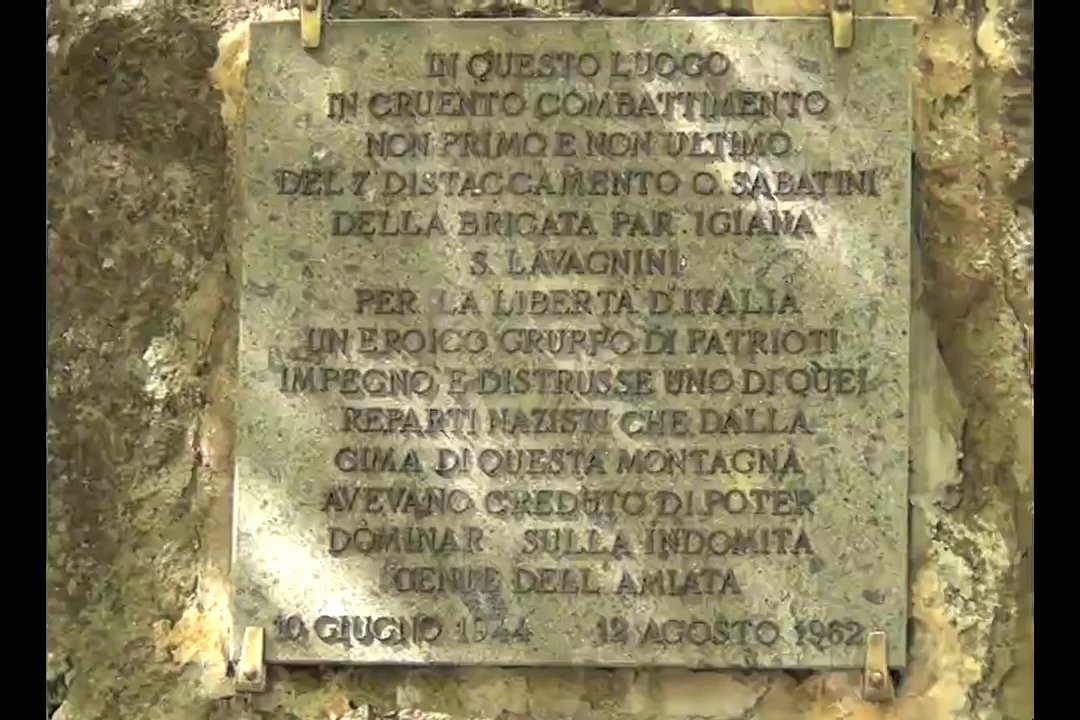 IN QUESTO LUOGO
IN CRUENTO COMBATTIMENTO
NON PRIMO E NON ULTIMO
DEL 7° DISTACCAMENTO O. SABATINI
DELLA BRIGATA PAR IGIANA
S. LAVAGNINI
PER LA LIBERTA D'ITALIA
UN EROICO GRUPPO DI PATRIOTI
IMPEGNO E DISTRUSSE UNO DI QUEI
REPARTI NAZISTI CHE DALLA
CIMA DI QUESTA MONTAGNA
AVEVANO CREDUTO DI POTER
DOMINAR SULLA INDOMITA
GENTE DELL AMIATA
10 GIUGNO 1944 12 AGOSTO 1962